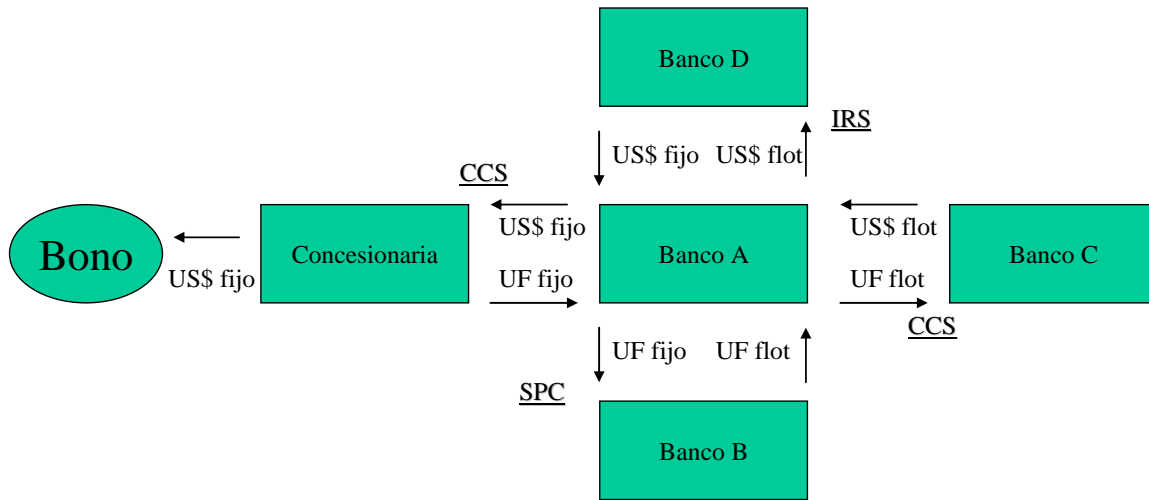 Banco D
IRS
US$ fijo US$ flot
CCS
US$ fijo
US$ flot
Bono
Concesionaria
Banco A
Banco C
US$ fijo
UF fijo
UF flot
CCS
UF fijo UF flot
SPC
Banco B